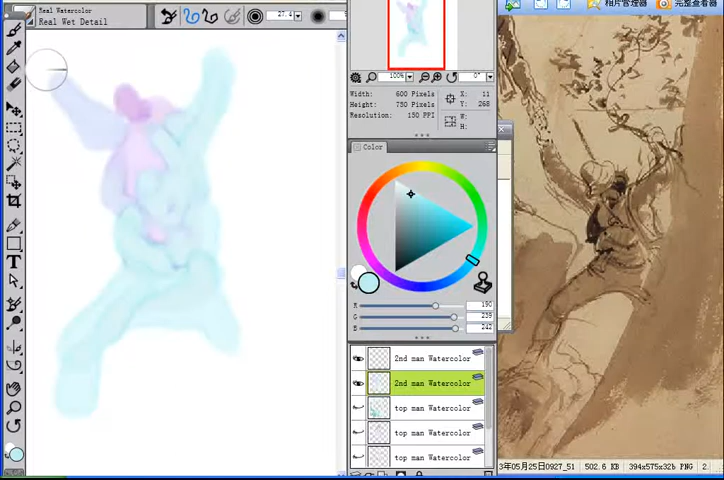 Real Watercolor
Real Wet Detail
27.4
相片管理器
完整查看器
100%
0°
Width: 600 Pixels
Height: 750 Pixels
Resolution: 150 PPI
X: 11
Y: 268
W:
H:
Color
R 190
G 239
B 242
2nd man Watercolor
2nd man Watercolor
top man Watercolor
top man Watercolor
top man Watercolor
3年05月25日0927_51
502.6 KB
394x575x32b PNG
2.